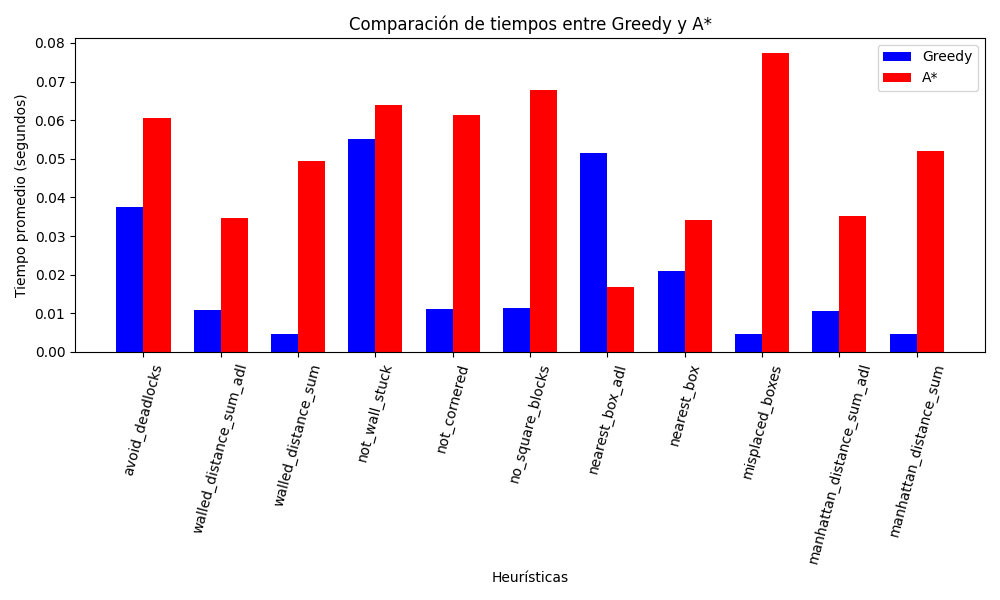 Comparación de tiempos entre Greedy y A*
Greedy
A*
Tiempo promedio (segundos)
0.08
0.07
0.06
0.05
0.04
0.03
0.02
0.01
0.00
avoid_deadlocks
walled_distance_sum_adl
walled_distance_sum
not_wall_stuck
not_cornered
no_square_blocks
nearest_box_adl
nearest_box
misplaced_boxes
manhattan_distance_sum_adl
manhattan_distance_sum
Heurísticas